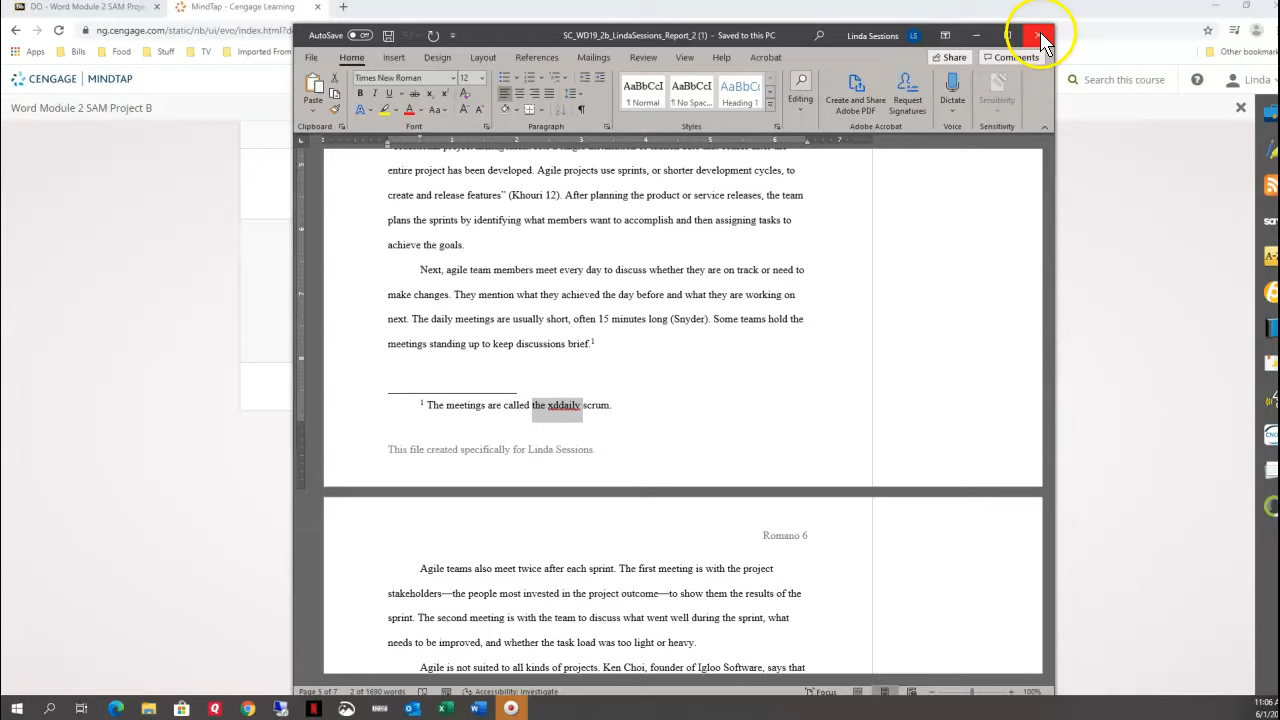 DO - Word Module 2 SAM Proje
MindTap - Cengage Learning
ng.cengage.com/static/nb/ui/evo/index.html?d
Apps
Bills
TV
Imported From
Other bookmark
CENGAGE MINDTAP
Search this course
Linda
Word Module 2 SAM Project B
AutoSave Off
SC_WD19_2b_LindaSessions_Report_2 (1) - Saved to this PC
Linda Sessions LS
File Home Insert Design Layout References Mailings Review View Help Acrobat
Share Comments
Times New Roman 12
Paste
AaBbCcI AaBbCcI AaBbCcI
¶ Normal ¶ No Spac... Heading 1
Editing
Create and Share Adobe PDF
Request Signatures
Dictate
Sensitivity
Clipboard Font Paragraph Styles Adobe Acrobat Voice Sensitivity
1 1 2 3 4 5 6 7
entire project has been developed. Agile projects use sprints, or shorter development cycles, to
create and release features” (Khouri 12). After planning the product or service releases, the team
plans the sprints by identifying what members want to accomplish and then assigning tasks to
achieve the goals.
Next, agile team members meet every day to discuss whether they are on track or need to
make changes. They mention what they achieved the day before and what they are working on
next. The daily meetings are usually short, often 15 minutes long (Snyder). Some teams hold the
meetings standing up to keep discussions brief.1
1 The meetings are called the xddaily scrum.
This file created specifically for Linda Sessions
Romano 6
Agile teams also meet twice after each sprint. The first meeting is with the project
stakeholders—the people most invested in the project outcome—to show them the results of the
sprint. The second meeting is with the team to discuss what went well during the sprint, what
needs to be improved, and whether the task load was too light or heavy.
Agile is not suited to all kinds of projects. Ken Choi, founder of Igloo Software, says that
Page 5 of 7 2 of 1690 words Accessibility: Investigate Focus 100%
11:06 A
6/1/20